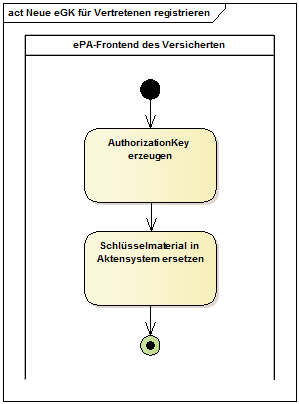 act Neue eGK für Vertretenen registrieren
ePA-Frontend des Versicherten
AuthorizationKey
erzeugen
Schlüsselmaterial in
Aktensystem ersetzen